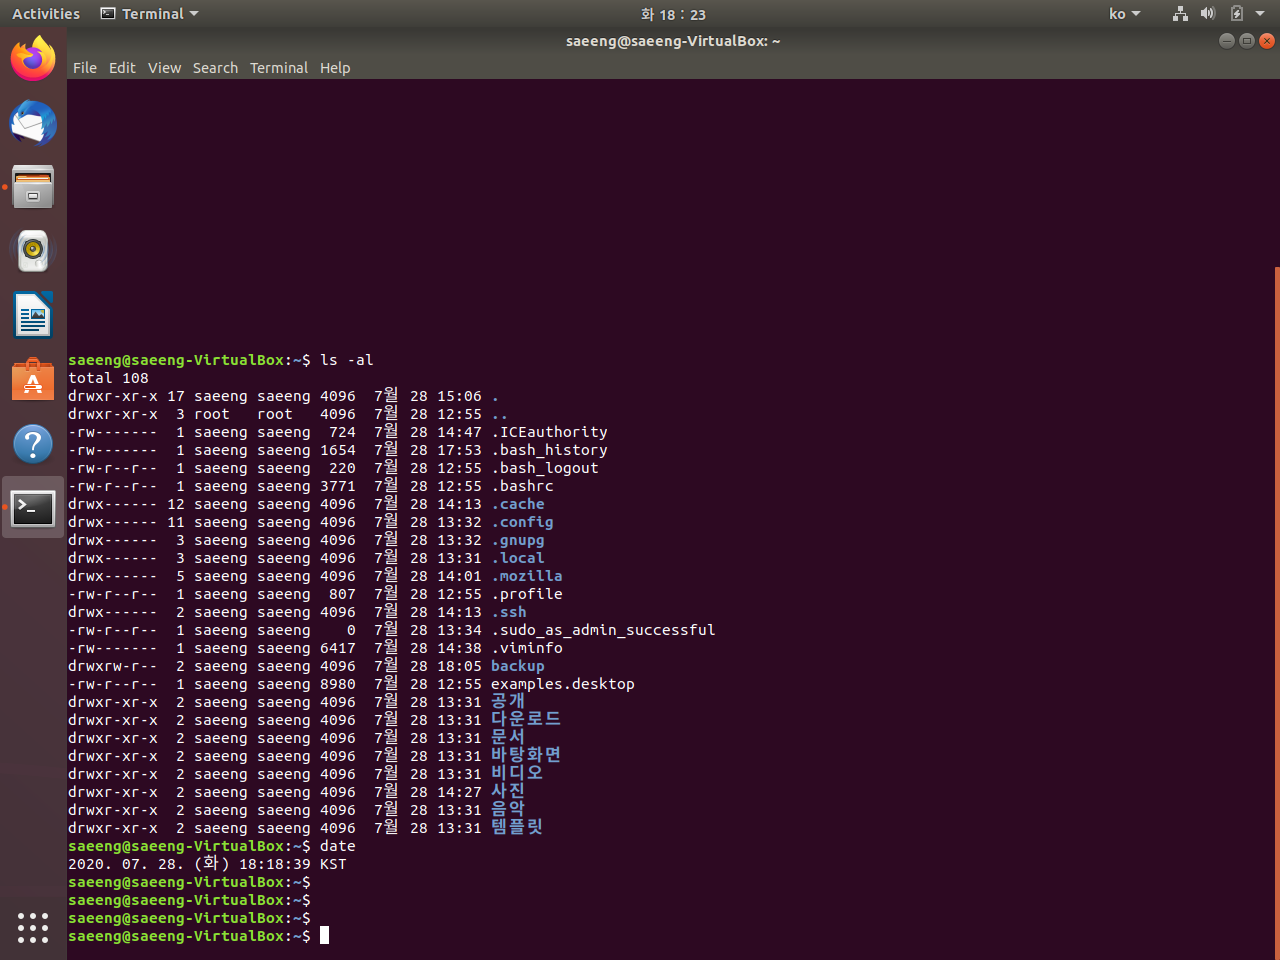 Activities Terminal 화 18 : 23 ko
saeeng@saeeng-VirtualBox: ~
File Edit View Search Terminal Help
saeeng@saeeng-VirtualBox:~$ ls -al
total 108
drwxr-xr-x 17 saeeng saeeng 4096  7월 28 15:06 .
drwxr-xr-x  3 root   root   4096  7월 28 12:55 ..
-rw-------  1 saeeng saeeng  724  7월 28 14:47 .ICEauthority
-rw-------  1 saeeng saeeng 1654  7월 28 17:53 .bash_history
-rw-r--r--  1 saeeng saeeng  220  7월 28 12:55 .bash_logout
-rw-r--r--  1 saeeng saeeng 3771  7월 28 12:55 .bashrc
drwx------ 12 saeeng saeeng 4096  7월 28 14:13 .cache
drwx------ 11 saeeng saeeng 4096  7월 28 13:32 .config
drwx------  3 saeeng saeeng 4096  7월 28 13:32 .gnupg
drwx------  3 saeeng saeeng 4096  7월 28 13:31 .local
drwx------  5 saeeng saeeng 4096  7월 28 14:01 .mozilla
-rw-r--r--  1 saeeng saeeng  807  7월 28 12:55 .profile
drwx------  2 saeeng saeeng 4096  7월 28 14:13 .ssh
-rw-r--r--  1 saeeng saeeng    0  7월 28 13:34 .sudo_as_admin_successful
-rw-------  1 saeeng saeeng 6417  7월 28 14:38 .viminfo
drwxrw-r--  2 saeeng saeeng 4096  7월 28 18:05 backup
-rw-r--r--  1 saeeng saeeng 8980  7월 28 12:55 examples.desktop
drwxr-xr-x  2 saeeng saeeng 4096  7월 28 13:31 공개
drwxr-xr-x  2 saeeng saeeng 4096  7월 28 13:31 다운로드
drwxr-xr-x  2 saeeng saeeng 4096  7월 28 13:31 문서
drwxr-xr-x  2 saeeng saeeng 4096  7월 28 13:31 바탕화면
drwxr-xr-x  2 saeeng saeeng 4096  7월 28 13:31 비디오
drwxr-xr-x  2 saeeng saeeng 4096  7월 28 14:27 사진
drwxr-xr-x  2 saeeng saeeng 4096  7월 28 13:31 음악
drwxr-xr-x  2 saeeng saeeng 4096  7월 28 13:31 템플릿
saeeng@saeeng-VirtualBox:~$ date
2020. 07. 28. (화) 18:18:39 KST
saeeng@saeeng-VirtualBox:~$
saeeng@saeeng-VirtualBox:~$
saeeng@saeeng-VirtualBox:~$
saeeng@saeeng-VirtualBox:~$